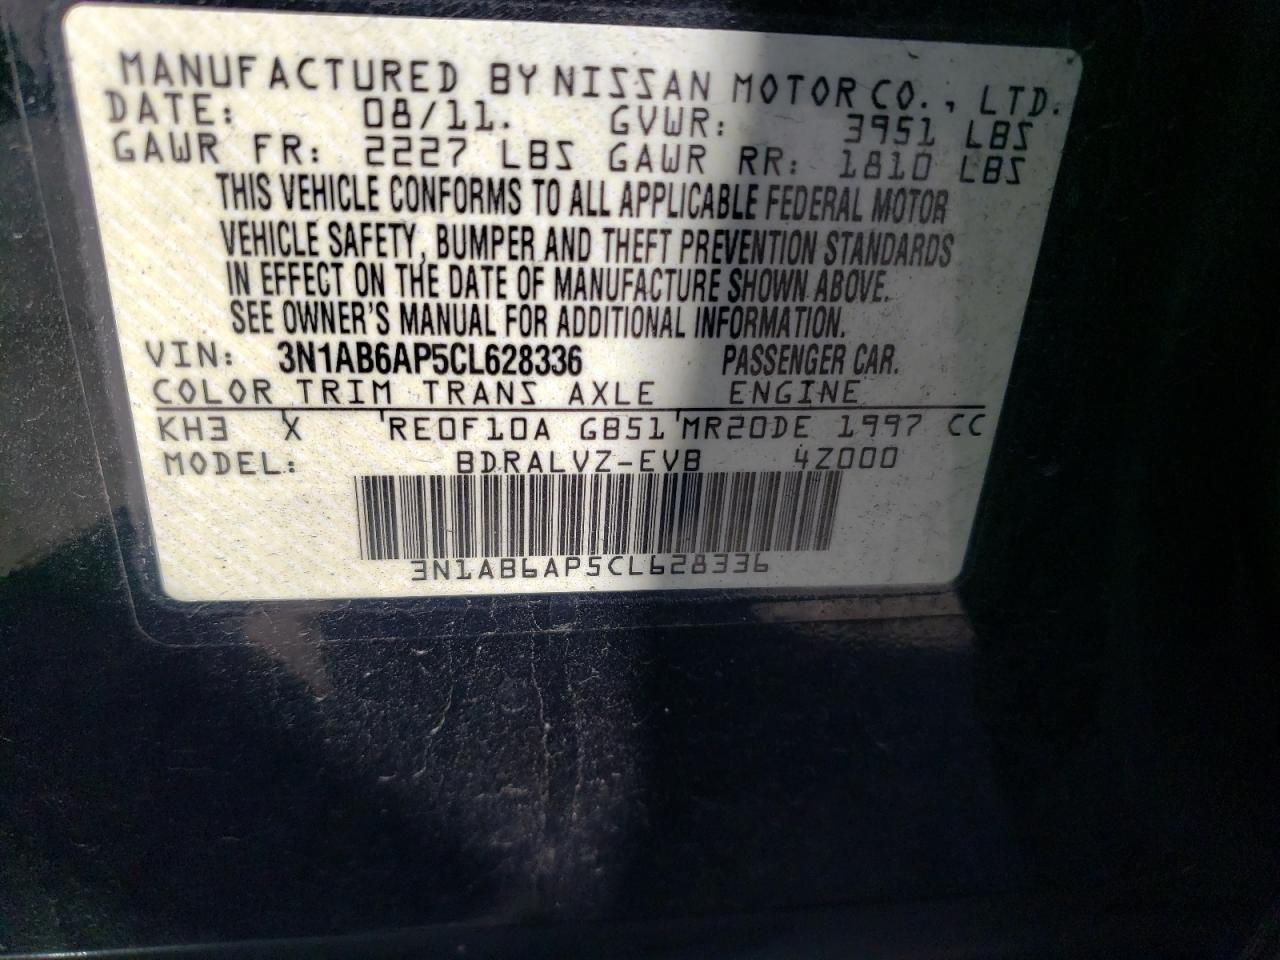 MANUFACTURED BY NISSAN MOTOR CO., LTD.
DATE: 08/11. GVWR: 3951 LBS
GAWR FR: 2227 LBS GAWR RR: 1810 LBS
THIS VEHICLE CONFORMS TO ALL APPLICABLE FEDERAL MOTOR
VEHICLE SAFETY, BUMPER AND THEFT PREVENTION STANDARDS
IN EFFECT ON THE DATE OF MANUFACTURE SHOWN ABOVE.
SEE OWNER'S MANUAL FOR ADDITIONAL INFORMATION.
VIN: 3N1AB6AP5CL628336 PASSENGER CAR.
COLOR TRIM TRANS AXLE ENGINE
KH3 X RE0F10A GB51 MR20DE 1997 CC
MODEL: BDRALVZ-EVB 4Z000
3N1AB6AP5CL628336